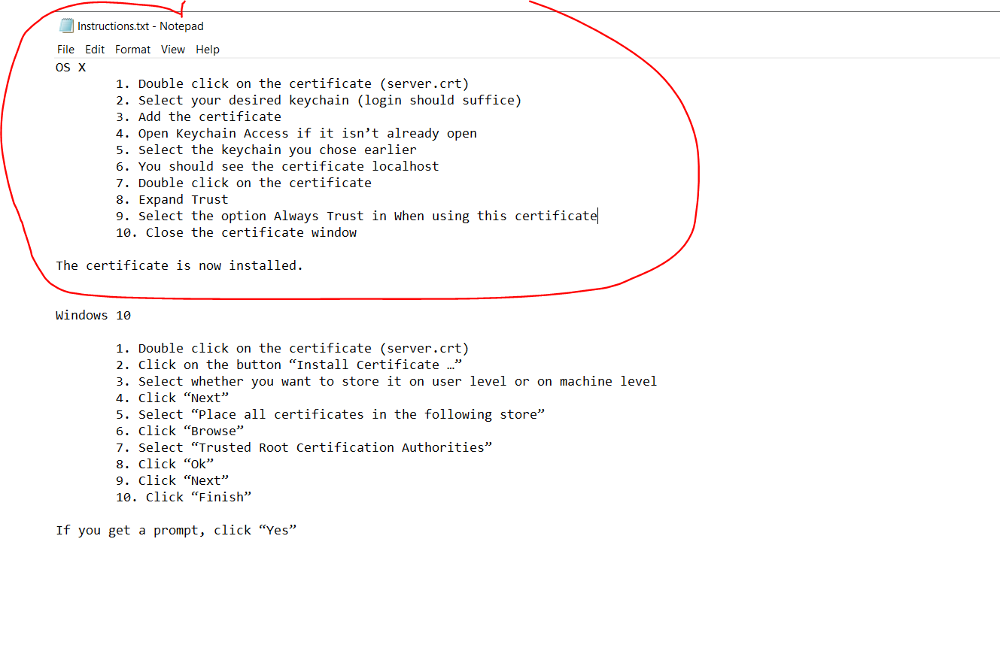 Instructions.txt - Notepad
File Edit Format View Help
OS X
1. Double click on the certificate (server.crt)
2. Select your desired keychain (login should suffice)
3. Add the certificate
4. Open Keychain Access if it isn’t already open
5. Select the keychain you chose earlier
6. You should see the certificate localhost
7. Double click on the certificate
8. Expand Trust
9. Select the option Always Trust in When using this certificate
10. Close the certificate window
The certificate is now installed.
Windows 10
1. Double click on the certificate (server.crt)
2. Click on the button “Install Certificate …”
3. Select whether you want to store it on user level or on machine level
4. Click “Next”
5. Select “Place all certificates in the following store”
6. Click “Browse”
7. Select “Trusted Root Certification Authorities”
8. Click “Ok”
9. Click “Next”
10. Click “Finish”
If you get a prompt, click “Yes”